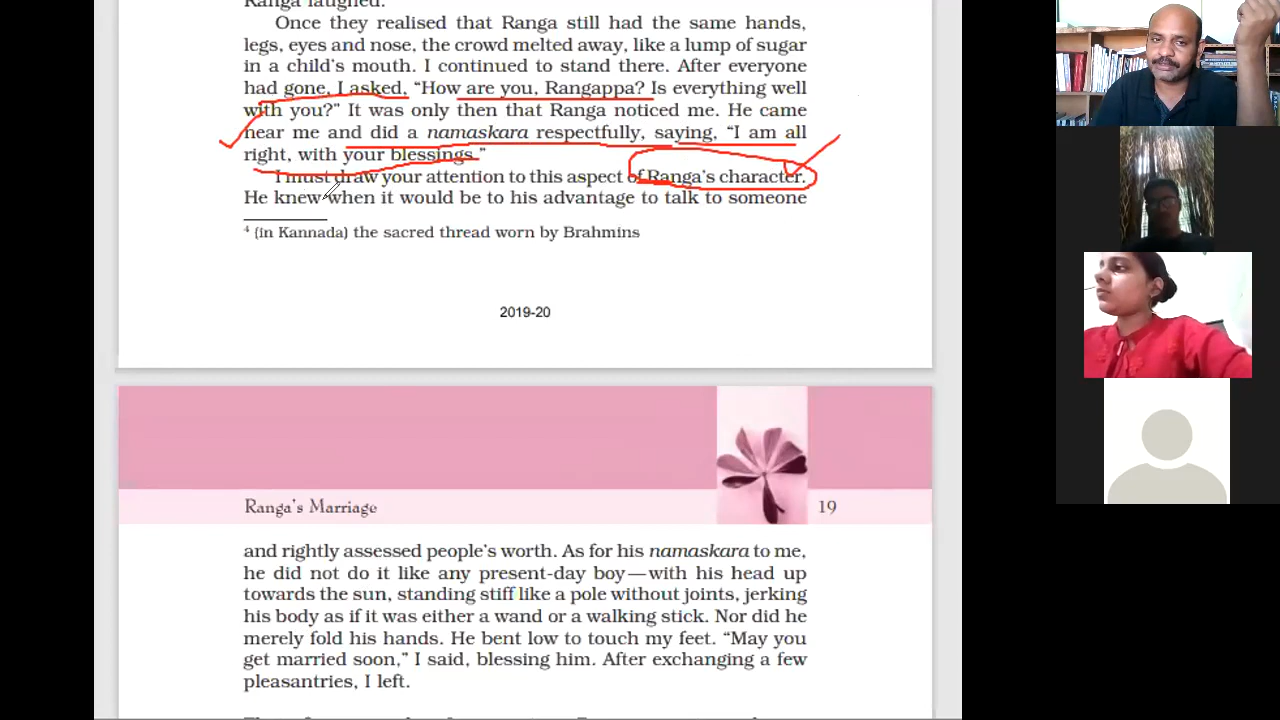 Ranga laughed.
Once they realised that Ranga still had the same hands,
legs, eyes and nose, the crowd melted away, like a lump of sugar
in a child's mouth. I continued to stand there. After everyone
had gone, I asked, “How are you, Rangappa? Is everything well
with you?” It was only then that Ranga noticed me. He came
near me and did a namaskara respectfully, saying, “I am all
right, with your blessings.”
I must draw your attention to this aspect of Ranga's character.
He knew when it would be to his advantage to talk to someone
4 (in Kannada) the sacred thread worn by Brahmins
2019-20
Ranga's Marriage 19
and rightly assessed people's worth. As for his namaskara to me,
he did not do it like any present-day boy—with his head up
towards the sun, standing stiff like a pole without joints, jerking
his body as if it was either a wand or a walking stick. Nor did he
merely fold his hands. He bent low to touch my feet. “May you
get married soon,” I said, blessing him. After exchanging a few
pleasantries, I left.